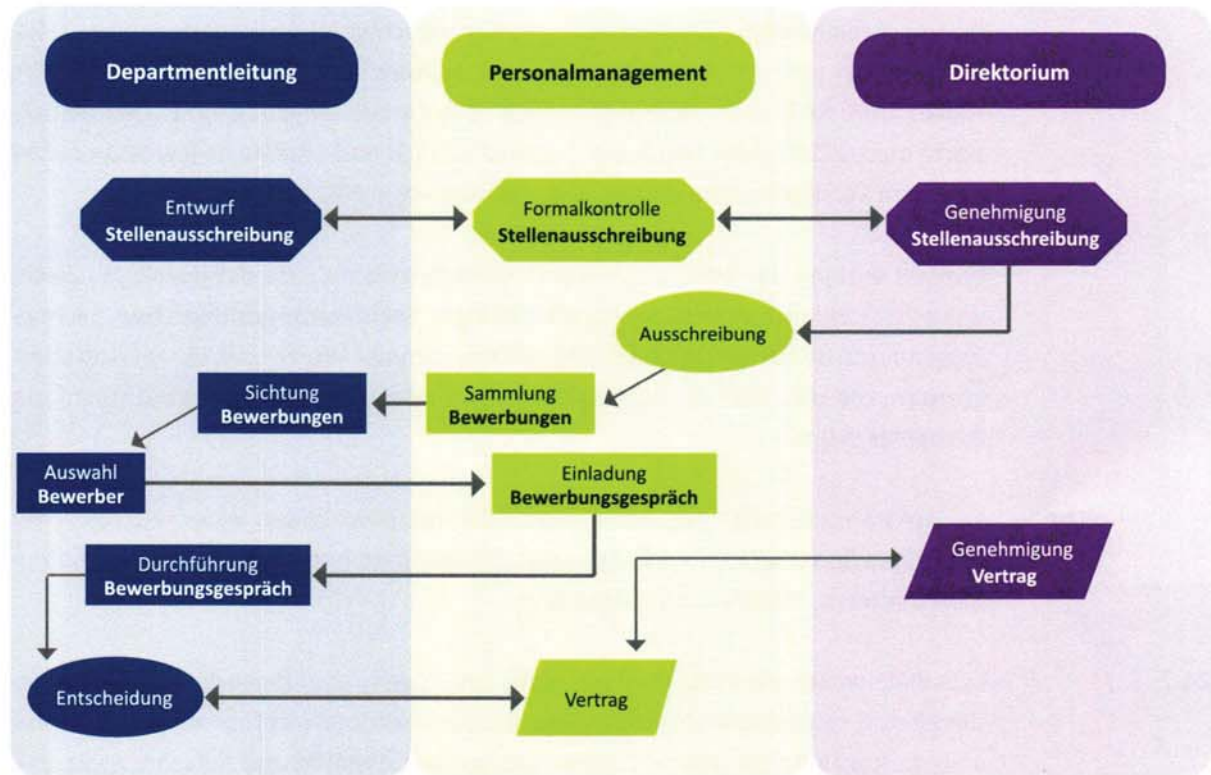 Departmentleitung
Personalmanagement
Direktorium
Entwurf
Stellenausschreibung
Formalkontrolle
Stellenausschreibung
Genehmigung
Stellenausschreibung
Ausschreibung
Sichtung
Bewerbungen
Sammlung
Bewerbungen
Auswahl
Bewerber
Einladung
Bewerbungsgespräch
Durchführung
Bewerbungsgespräch
Genehmigung
Vertrag
Entscheidung
Vertrag